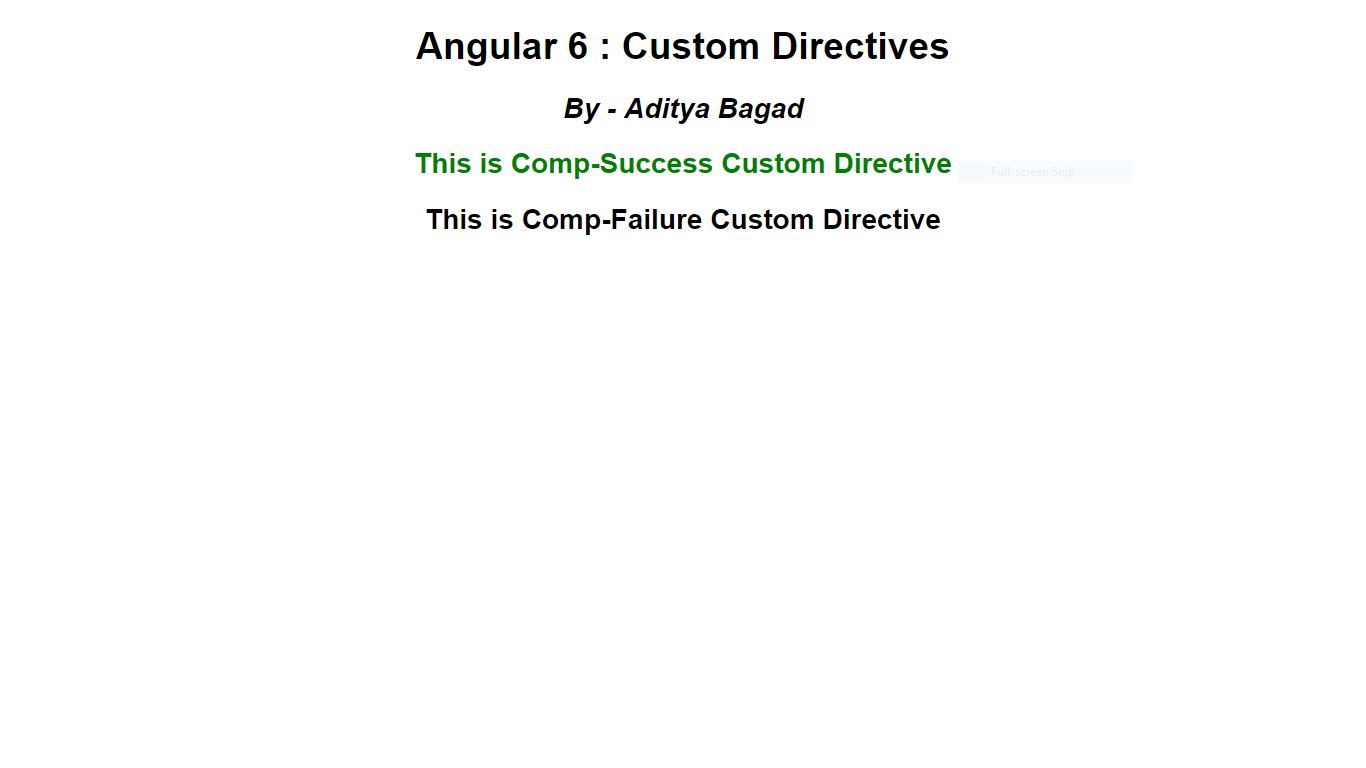 Angular 6 : Custom Directives
By - Aditya Bagad
This is Comp-Success Custom Directive
Full-screen Snip
This is Comp-Failure Custom Directive